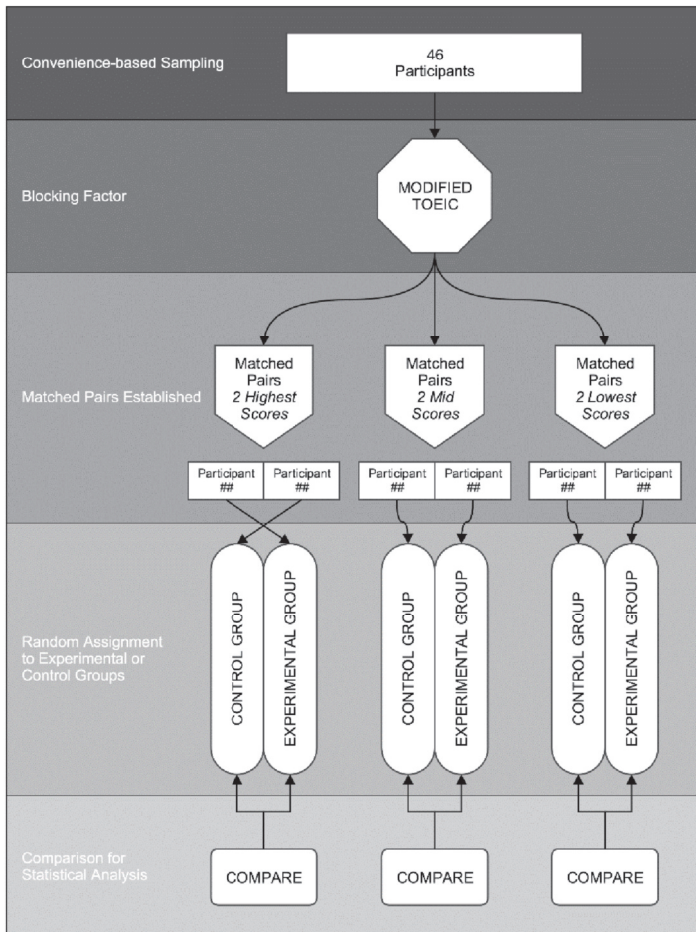 Convenience-based Sampling
46
Participants
Blocking Factor
MODIFIED
TOEIC
Matched Pairs Established
Matched
Pairs
2 Highest
Scores
Matched
Pairs
2 Mid
Scores
Matched
Pairs
2 Lowest
Scores
Participant
##
Participant
##
Participant
##
Participant
##
Participant
##
Participant
##
Random Assignment
to Experimental or
Control Groups
CONTROL GROUP
EXPERIMENTAL GROUP
CONTROL GROUP
EXPERIMENTAL GROUP
CONTROL GROUP
EXPERIMENTAL GROUP
Comparison for
Statistical Analysis
COMPARE
COMPARE
COMPARE